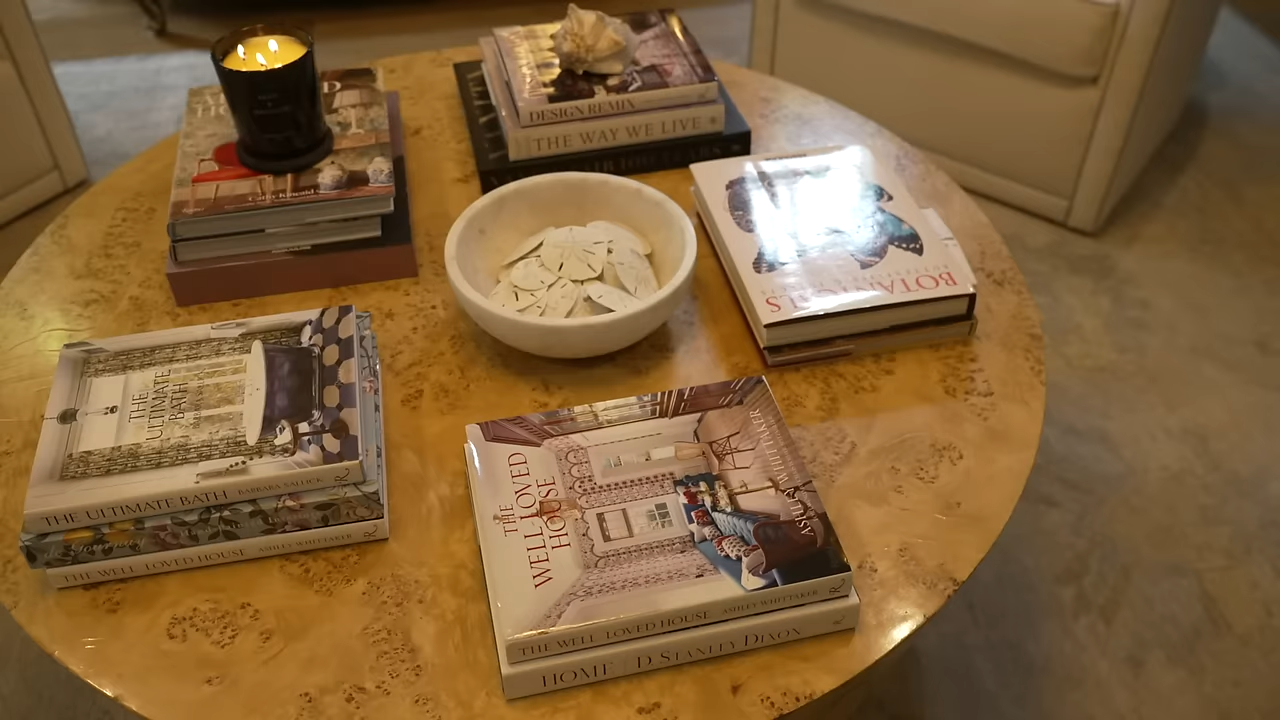 DESIGN REMIX
THE WAY WE LIVE
BOTANICALS
THE
ULTIMATE
BATH
THE ULTIMATE BATH BARBARA SALLICK R
THE WELL LOVED HOUSE ASHLEY WHITTAKER R
THE
WELL LOVED
HOUSE
ASHLEY WHITTAKER
THE WELL LOVED HOUSE ASHLEY WHITTAKER R
HOME D. STANLEY DIXON R